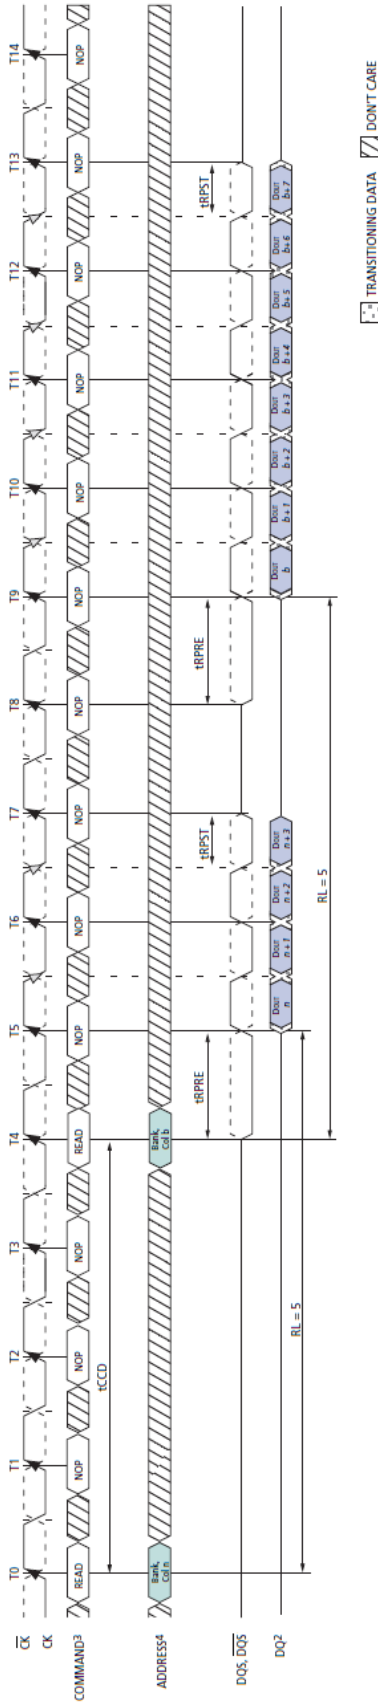 T0 T1 T2 T3 T4 T5 T6 T7 T8 T9 T10 T11 T12 T13 T14
CK
CK
COMMAND3 READ NOP NOP NOP READ NOP NOP NOP NOP NOP NOP NOP NOP NOP NOP
tCCD
ADDRESS4 Bank, Col n Bank, Col b
tRPRE tRPST tRPRE tRPST
DQS, DQS
DQ2 DOUT n DOUT n+1 DOUT n+2 DOUT n+3 DOUT b DOUT b+1 DOUT b+2 DOUT b+3 DOUT b+4 DOUT b+5 DOUT b+6 DOUT b+7
RL = 5
RL = 5
TRANSITIONING DATA DON'T CARE